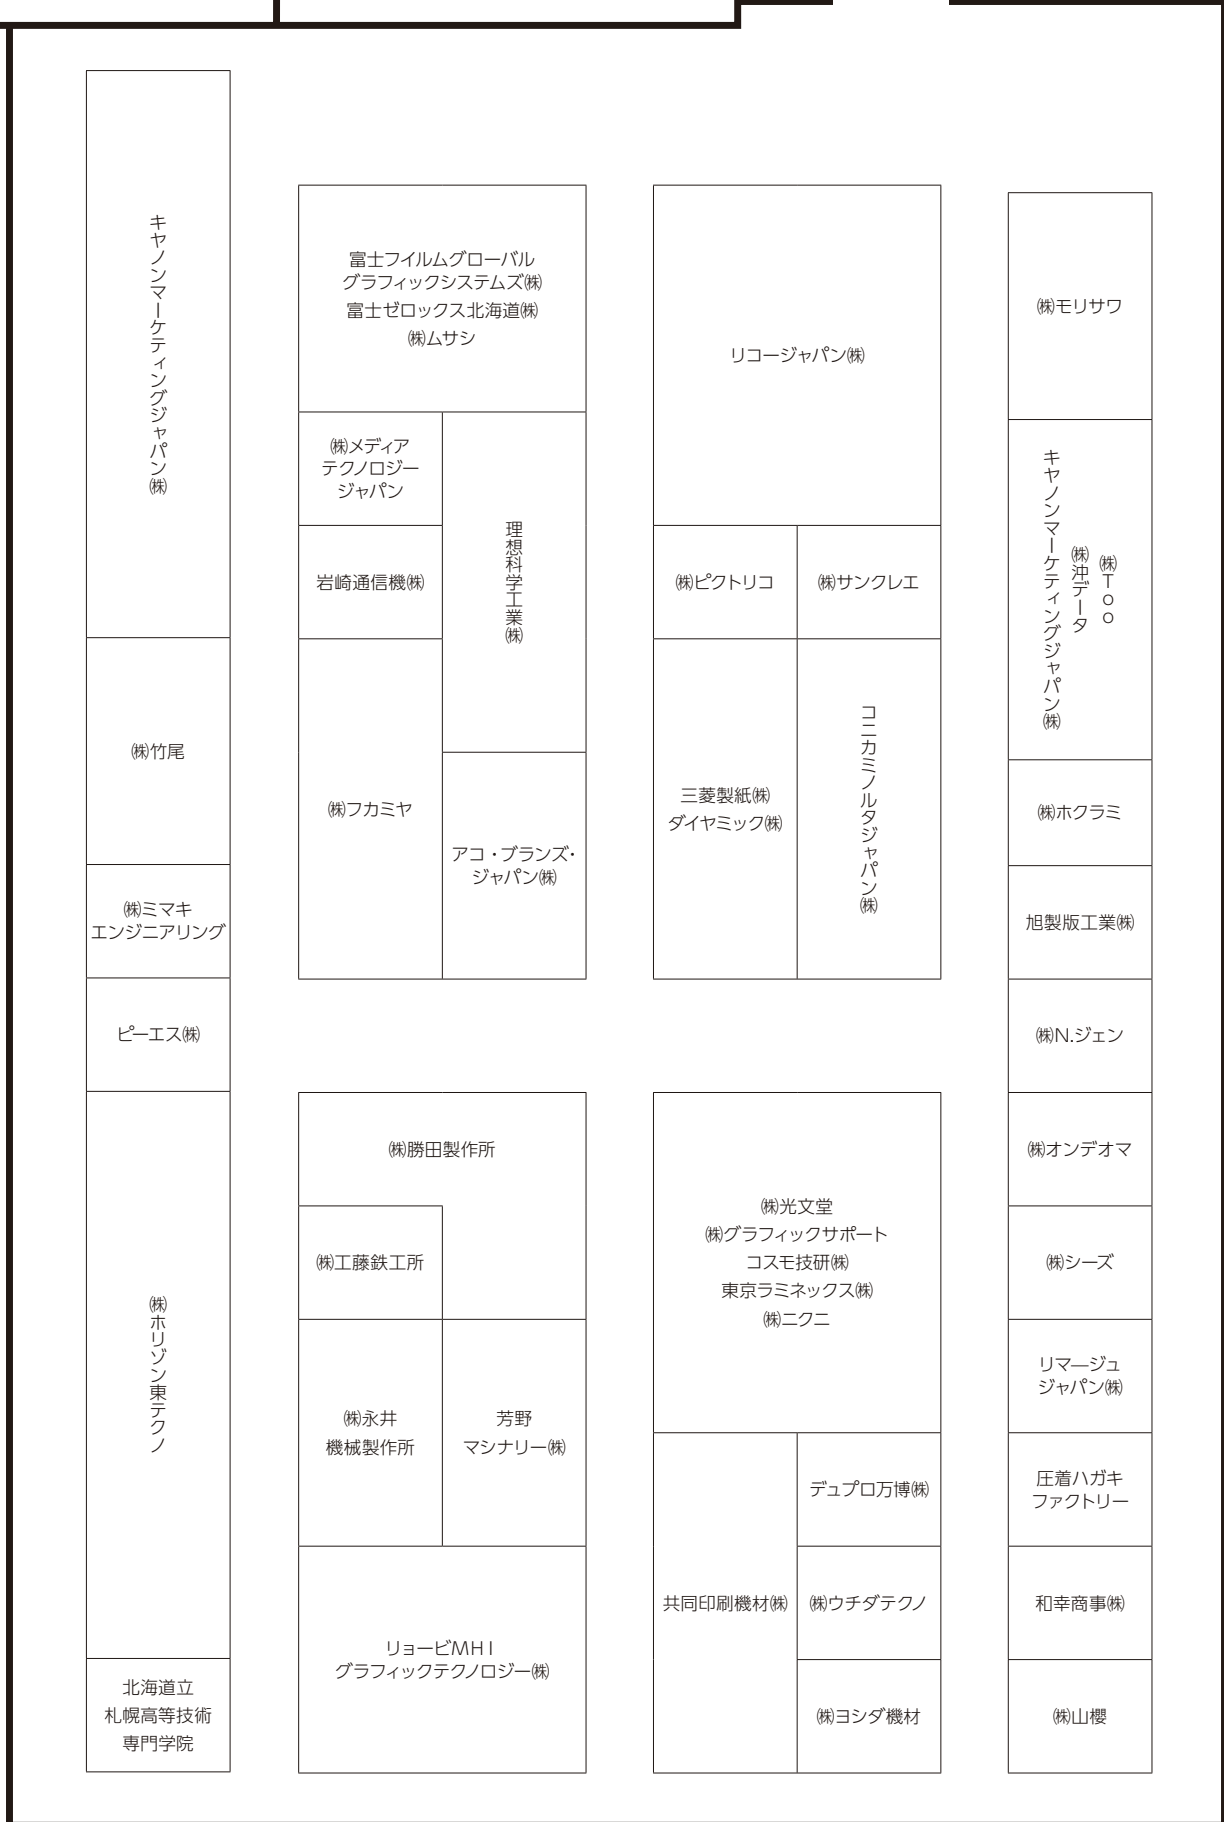 キヤノンマーケティングジャパン㈱
㈱竹尾
㈱ミマキ
エンジニアリング
ピーエス㈱
㈱ホリゾン東テクノ
北海道立
札幌高等技術
専門学院
富士フイルムグローバル
グラフィックシステムズ㈱
富士ゼロックス北海道㈱
㈱ムサシ
㈱メディア
テクノロジー
ジャパン
岩崎通信機㈱
理想科学工業㈱
㈱フカミヤ
アコ・ブランズ・
ジャパン㈱
㈱勝田製作所
㈱工藤鉄工所
㈱永井
機械製作所
芳野
マシナリー㈱
リョービMHI
グラフィックテクノロジー㈱
リコージャパン㈱
㈱ピクトリコ
㈱サンクレエ
三菱製紙㈱
ダイヤミック㈱
コニカミノルタジャパン㈱
㈱光文堂
㈱グラフィックサポート
コスモ技研㈱
東京ラミネックス㈱
㈱ニクニ
共同印刷機材㈱
デュプロ万博㈱
㈱ウチダテクノ
㈱ヨシダ機材
㈱モリサワ
㈱Too
㈱沖データ
キヤノンマーケティングジャパン㈱
㈱ホクラミ
旭製版工業㈱
㈱N.ジェン
㈱オンデオマ
㈱シーズ
リマージュ
ジャパン㈱
圧着ハガキ
ファクトリー
和幸商事㈱
㈱山櫻